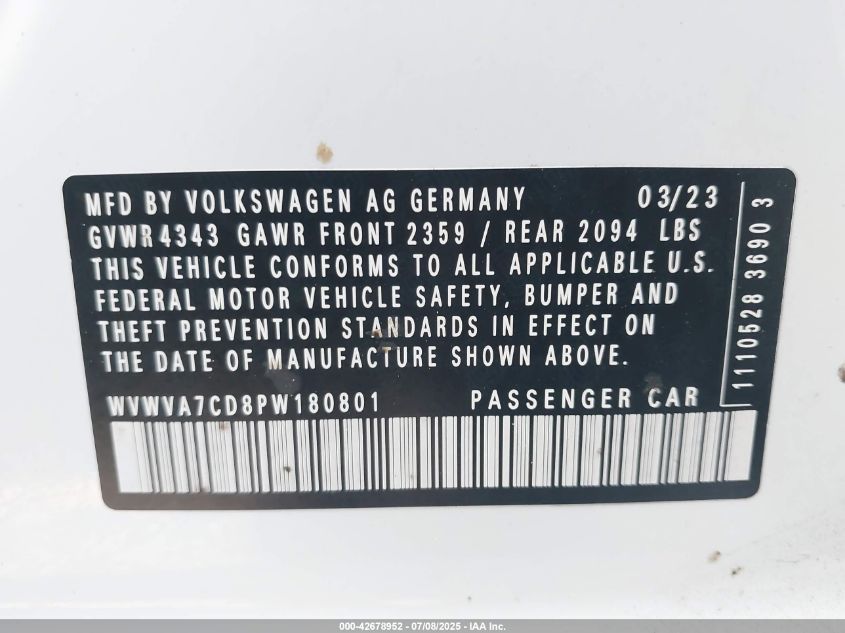 MFD BY VOLKSWAGEN AG GERMANY 03/23
GVWR 4343 GAWR FRONT 2359 / REAR 2094 LBS
THIS VEHICLE CONFORMS TO ALL APPLICABLE U.S.
FEDERAL MOTOR VEHICLE SAFETY, BUMPER AND
THEFT PREVENTION STANDARDS IN EFFECT ON
THE DATE OF MANUFACTURE SHOWN ABOVE.
WVWVA7CD8PW180801 PASSENGER CAR
1110528 3690 3
000-42678952 - 07/08/2025 - IAA Inc.